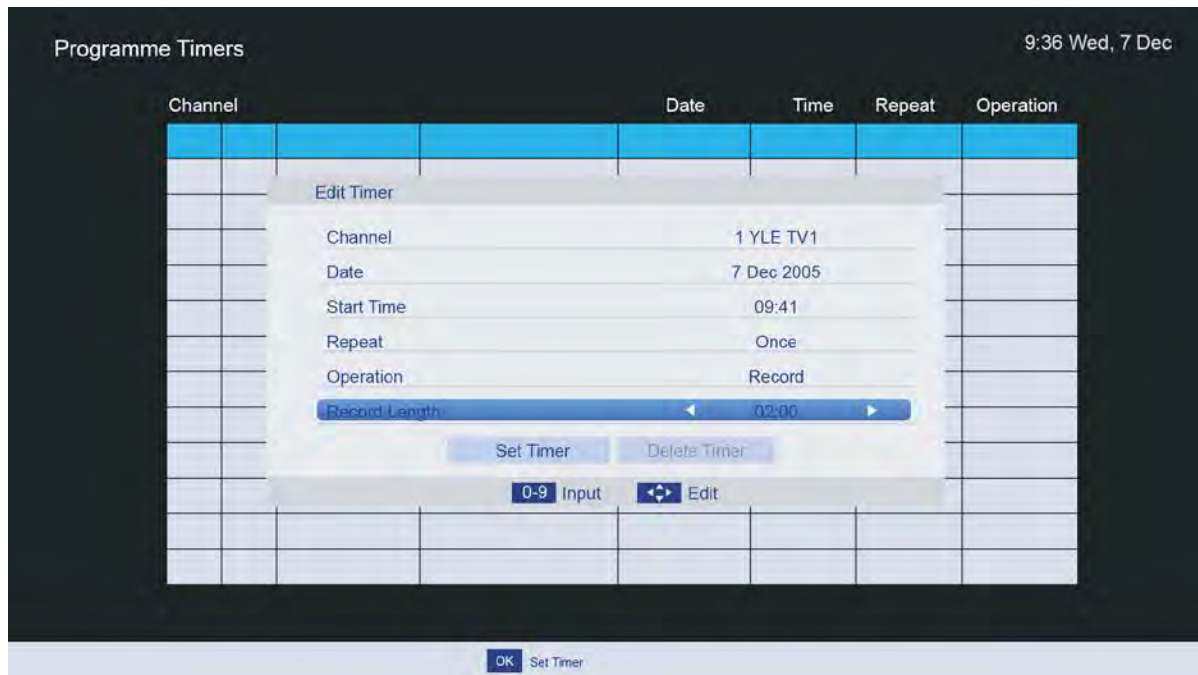 Programme Timers 9:36 Wed, 7 Dec
Channel Date Time Repeat Operation
Edit Timer
Channel 1 YLE TV1
Date 7 Dec 2005
Start Time 09:41
Repeat Once
Operation Record
Record Length 02:00
Set Timer Delete Timer
0-9 Input Edit
OK Set Timer